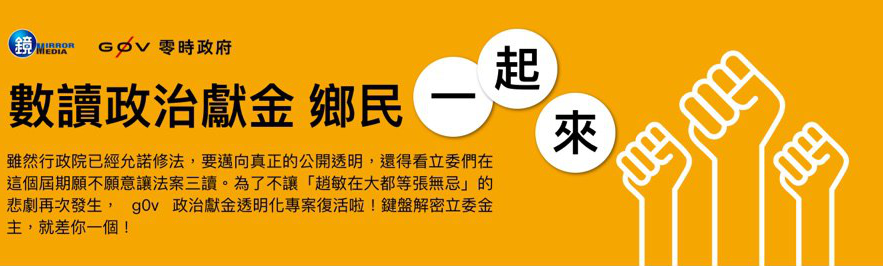 鏡 MIRROR MEDIA G0V 零時政府
數讀政治獻金 鄉民一起來
雖然行政院已經允諾修法，要邁向真正的公開透明，還得看立委們在
這個屆期願不願意讓法案三讀。為了不讓「趙敏在大都等張無忌」的
悲劇再次發生， g0v 政治獻金透明化專案復活啦！鍵盤解密立委金
主，就差你一個！